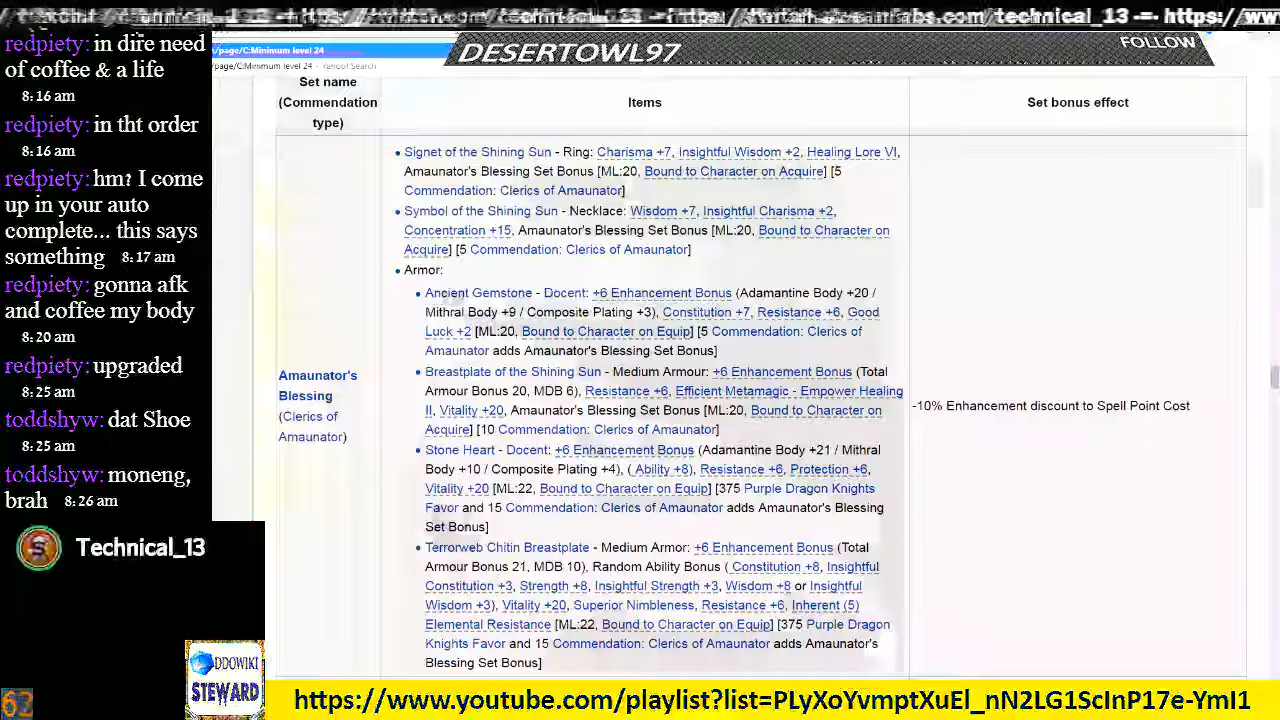 technical_13 -=- https://
redpiety: in dire need
of coffee & a life
8:16 am
redpiety: in tht order
8:16 am
redpiety: hm? I come
up in your auto
complete... this says
something 8:17 am
redpiety: gonna afk
and coffee my body
8:20 am
redpiety: upgraded
8:25 am
toddshyw: dat Shoe
8:25 am
toddshyw: moneng,
brah 8:26 am
Technical_13
DDOWIKI
STEWARD
62
/page/C:Minimum level 24
/page/C:Minimum level 24 - Yahoo! Search
DESERTOWL97
FOLLOW
Set name
(Commendation
type)
Items
Set bonus effect
Amaunator's
Blessing
(Clerics of
Amaunator)
• Signet of the Shining Sun - Ring: Charisma +7, Insightful Wisdom +2, Healing Lore VI,
Amaunator's Blessing Set Bonus [ML:20, Bound to Character on Acquire] [5
Commendation: Clerics of Amaunator]
• Symbol of the Shining Sun - Necklace: Wisdom +7, Insightful Charisma +2,
Concentration +15, Amaunator's Blessing Set Bonus [ML:20, Bound to Character on
Acquire] [5 Commendation: Clerics of Amaunator]
• Armor:
• Ancient Gemstone - Docent: +6 Enhancement Bonus (Adamantine Body +20 /
Mithral Body +9 / Composite Plating +3), Constitution +7, Resistance +6, Good
Luck +2 [ML:20, Bound to Character on Equip] [5 Commendation: Clerics of
Amaunator adds Amaunator's Blessing Set Bonus]
• Breastplate of the Shining Sun - Medium Armour: +6 Enhancement Bonus (Total
Armour Bonus 20, MDB 6), Resistance +6, Efficient Metamagic - Empower Healing
II, Vitality +20, Amaunator's Blessing Set Bonus [ML:20, Bound to Character on
Acquire] [10 Commendation: Clerics of Amaunator]
• Stone Heart - Docent: +6 Enhancement Bonus (Adamantine Body +21 / Mithral
Body +10 / Composite Plating +4), ( Ability +8), Resistance +6, Protection +6,
Vitality +20 [ML:22, Bound to Character on Equip] [375 Purple Dragon Knights
Favor and 15 Commendation: Clerics of Amaunator adds Amaunator's Blessing
Set Bonus]
• Terrorweb Chitin Breastplate - Medium Armor: +6 Enhancement Bonus (Total
Armour Bonus 21, MDB 10). Random Ability Bonus ( Constitution +8, Insightful
Constitution +3, Strength +8, Insightful Strength +3, Wisdom +8 or Insightful
Wisdom +3), Vitality +20, Superior Nimbleness, Resistance +6, Inherent (5)
Elemental Resistance [ML:22, Bound to Character on Equip] [375 Purple Dragon
Knights Favor and 15 Commendation: Clerics of Amaunator adds Amaunator's
Blessing Set Bonus]
-10% Enhancement discount to Spell Point Cost
https://www.youtube.com/playlist?list=PLyXoYvmptXuEl_nN2LG1ScInP17e-YmI1